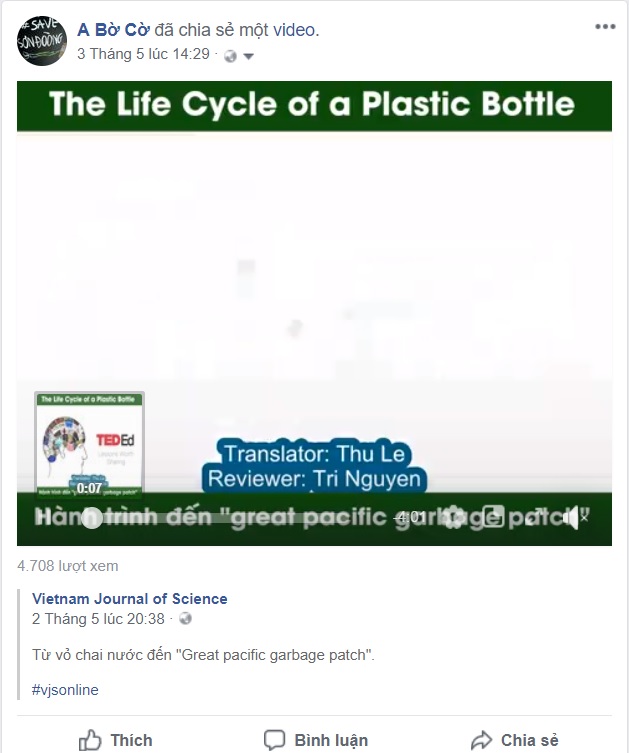 #SAVE
SƠN ĐOÒNG
A Bờ Cờ đã chia sẻ một video.
3 Tháng 5 lúc 14:29 ·
The Life Cycle of a Plastic Bottle
The Life Cycle of a Plastic Bottle
TEDEd
Lessons Worth
Sharing
0:07
Translator: Thu Le
Reviewer: Tri Nguyen
Hành trình đến "great pacific garbage patch"
-4:01
4.708 lượt xem
Vietnam Journal of Science
2 Tháng 5 lúc 20:38 ·
Từ vỏ chai nước đến "Great pacific garbage patch".
#vjsonline
Thích Bình luận Chia sẻ